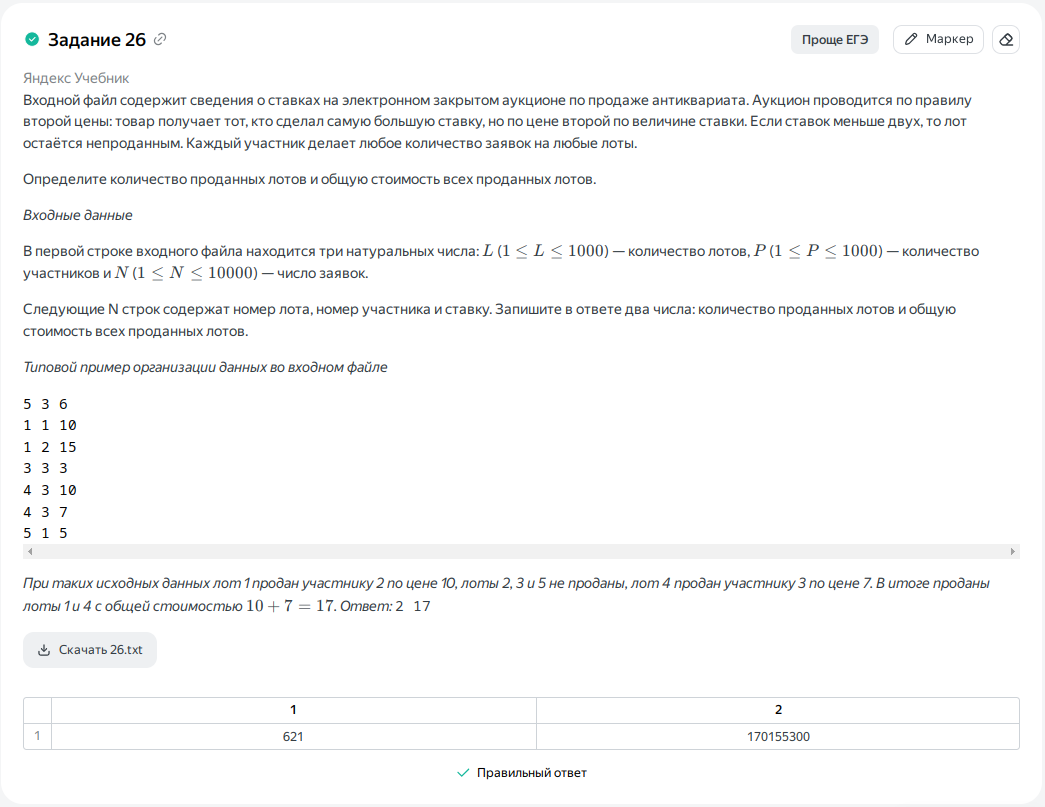 Задание 26
Проще ЕГЭ
Маркер
Яндекс Учебник
Входной файл содержит сведения о ставках на электронном закрытом аукционе по продаже антиквариата. Аукцион проводится по правилу
второй цены: товар получает тот, кто сделал самую большую ставку, но по цене второй по величине ставки. Если ставок меньше двух, то лот
остаётся непроданным. Каждый участник делает любое количество заявок на любые лоты.
Определите количество проданных лотов и общую стоимость всех проданных лотов.
Входные данные
В первой строке входного файла находится три натуральных числа: L (1 ≤ L ≤ 1000) — количество лотов, P (1 ≤ P ≤ 1000) — количество
участников и N (1 ≤ N ≤ 10000) — число заявок.
Следующие N строк содержат номер лота, номер участника и ставку. Запишите в ответе два числа: количество проданных лотов и общую
стоимость всех проданных лотов.
Типовой пример организации данных во входном файле
5 3 6
1 1 10
1 2 15
3 3 3
4 3 10
4 3 7
5 1 5
При таких исходных данных лот 1 продан участнику 2 по цене 10, лоты 2, 3 и 5 не проданы, лот 4 продан участнику 3 по цене 7. В итоге проданы
лоты 1 и 4 с общей стоимостью 10 + 7 = 17. Ответ: 2 17
Скачать 26.txt
1 2
1 621 170155300
Правильный ответ